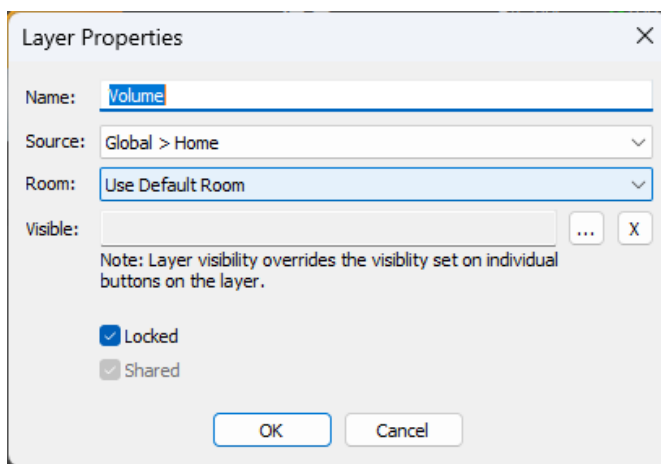 Layer Properties
Name: Volume
Source: Global > Home
Room: Use Default Room
Visible: ... X
Note: Layer visibility overrides the visiblity set on individual
buttons on the layer.
Locked
Shared
OK Cancel